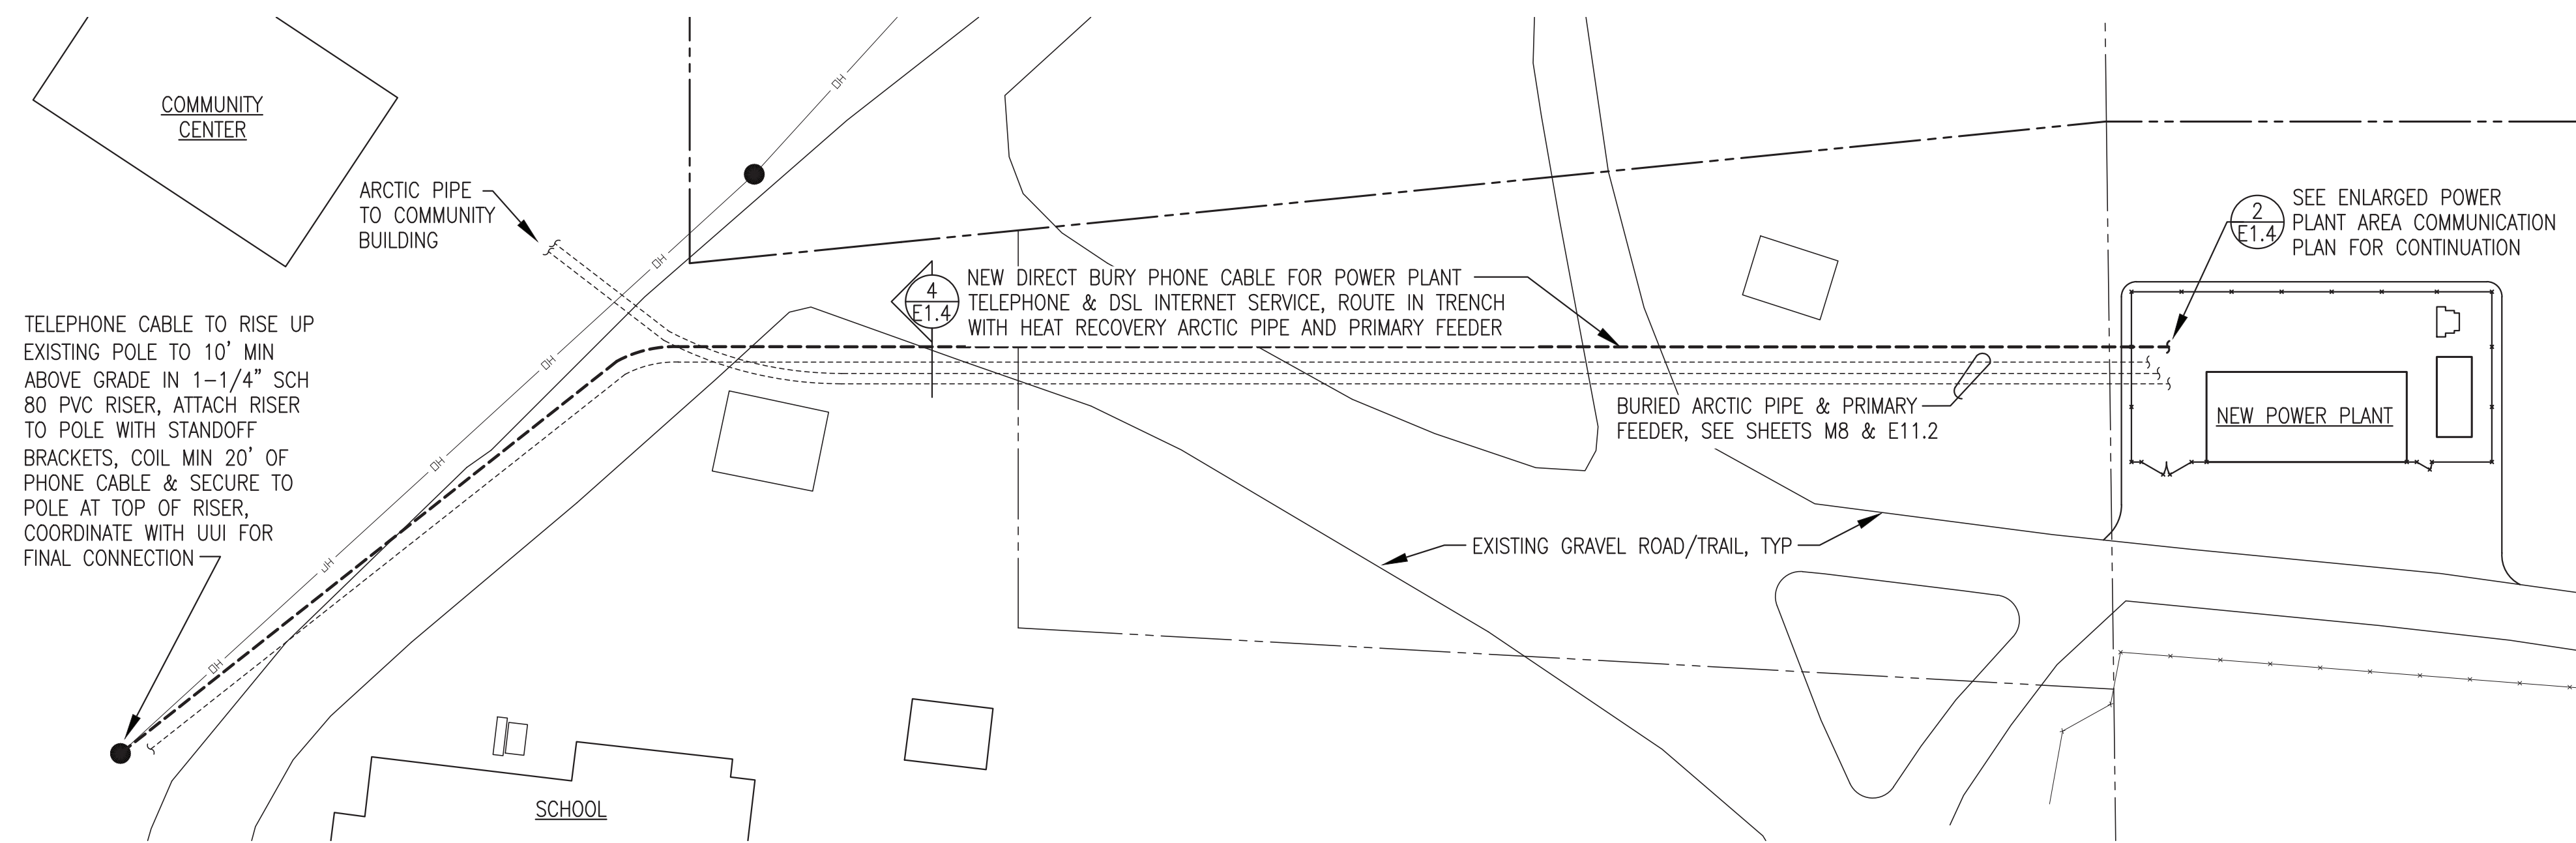 COMMUNITY
CENTER
ARCTIC PIPE
TO COMMUNITY
BUILDING
OH
OH
OH
OH
OH
OH
TELEPHONE CABLE TO RISE UP
EXISTING POLE TO 10' MIN
ABOVE GRADE IN 1-1/4" SCH
80 PVC RISER, ATTACH RISER
TO POLE WITH STANDOFF
BRACKETS, COIL MIN 20' OF
PHONE CABLE & SECURE TO
POLE AT TOP OF RISER,
COORDINATE WITH UUI FOR
FINAL CONNECTION
4
E1.4
NEW DIRECT BURY PHONE CABLE FOR POWER PLANT
TELEPHONE & DSL INTERNET SERVICE, ROUTE IN TRENCH
WITH HEAT RECOVERY ARCTIC PIPE AND PRIMARY FEEDER
2
E1.4
SEE ENLARGED POWER
PLANT AREA COMMUNICATION
PLAN FOR CONTINUATION
BURIED ARCTIC PIPE & PRIMARY
FEEDER, SEE SHEETS M8 & E11.2
NEW POWER PLANT
EXISTING GRAVEL ROAD/TRAIL, TYP
SCHOOL